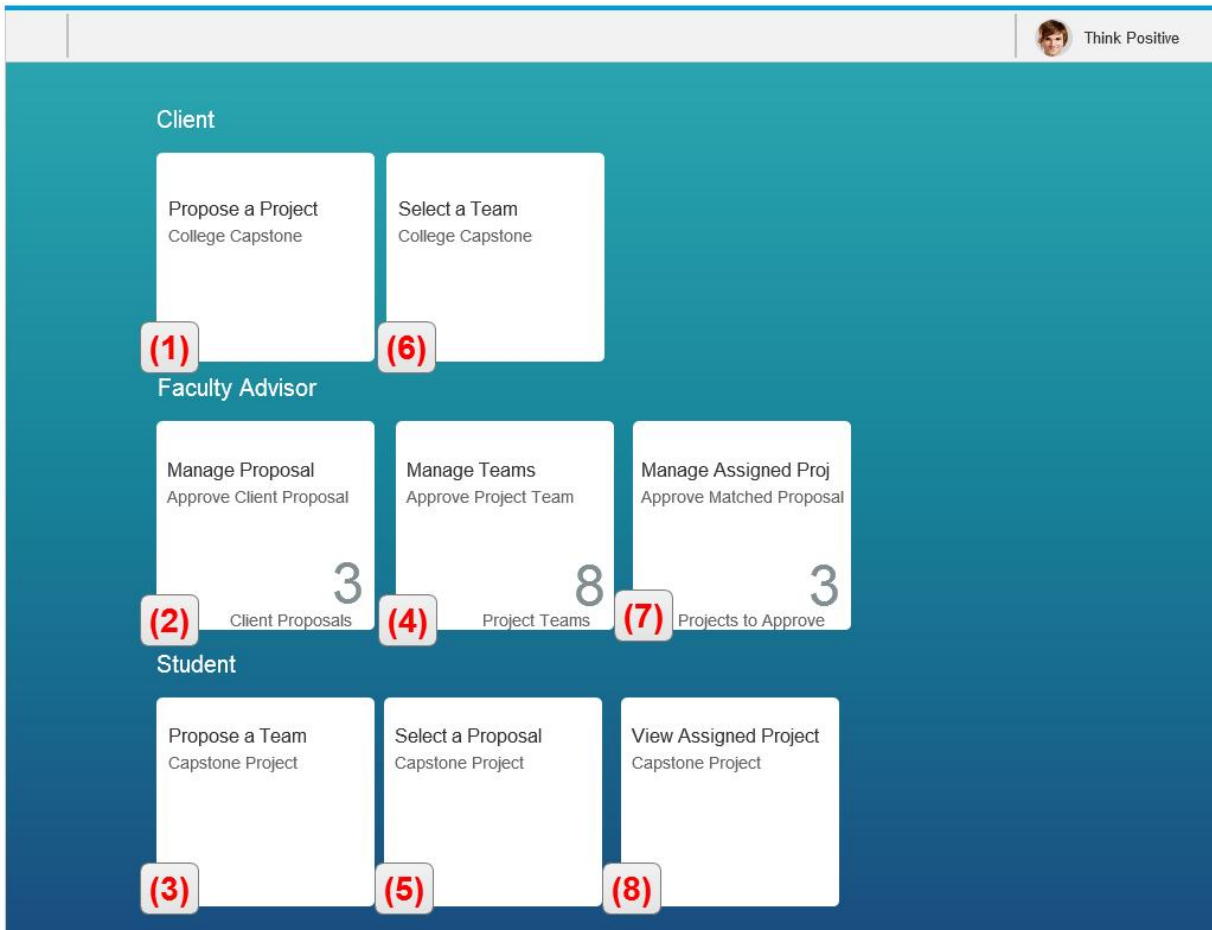 Think Positive
Client
Propose a Project
College Capstone
(1)
Select a Team
College Capstone
(6)
Faculty Advisor
Manage Proposal
Approve Client Proposal
3
Client Proposals
(2)
Manage Teams
Approve Project Team
8
Project Teams
(4)
Manage Assigned Proj
Approve Matched Proposal
3
Projects to Approve
(7)
Student
Propose a Team
Capstone Project
(3)
Select a Proposal
Capstone Project
(5)
View Assigned Project
Capstone Project
(8)